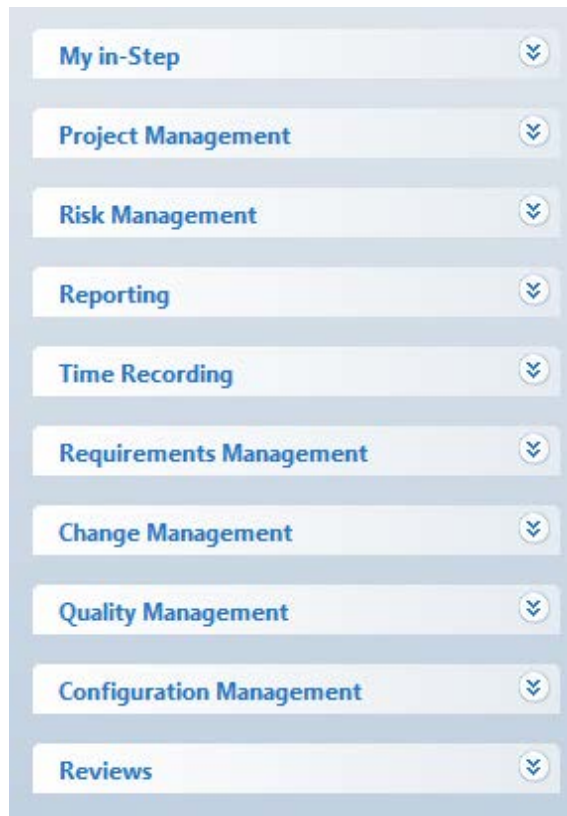 My in-Step
Project Management
Risk Management
Reporting
Time Recording
Requirements Management
Change Management
Quality Management
Configuration Management
Reviews